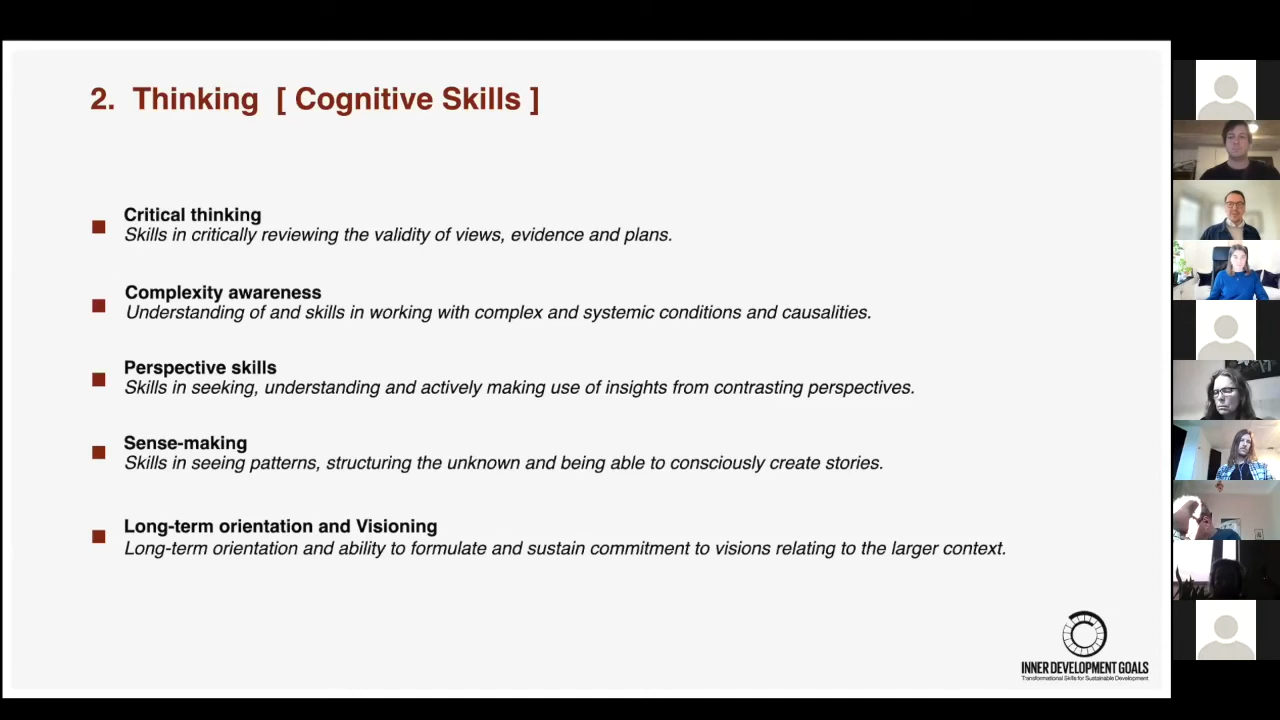 2. Thinking [ Cognitive Skills ]
Critical thinking
Skills in critically reviewing the validity of views, evidence and plans.
Complexity awareness
Understanding of and skills in working with complex and systemic conditions and causalities.
Perspective skills
Skills in seeking, understanding and actively making use of insights from contrasting perspectives.
Sense-making
Skills in seeing patterns, structuring the unknown and being able to consciously create stories.
Long-term orientation and Visioning
Long-term orientation and ability to formulate and sustain commitment to visions relating to the larger context.
INNER DEVELOPMENT GOALS
Transformational Skills for Sustainable Development